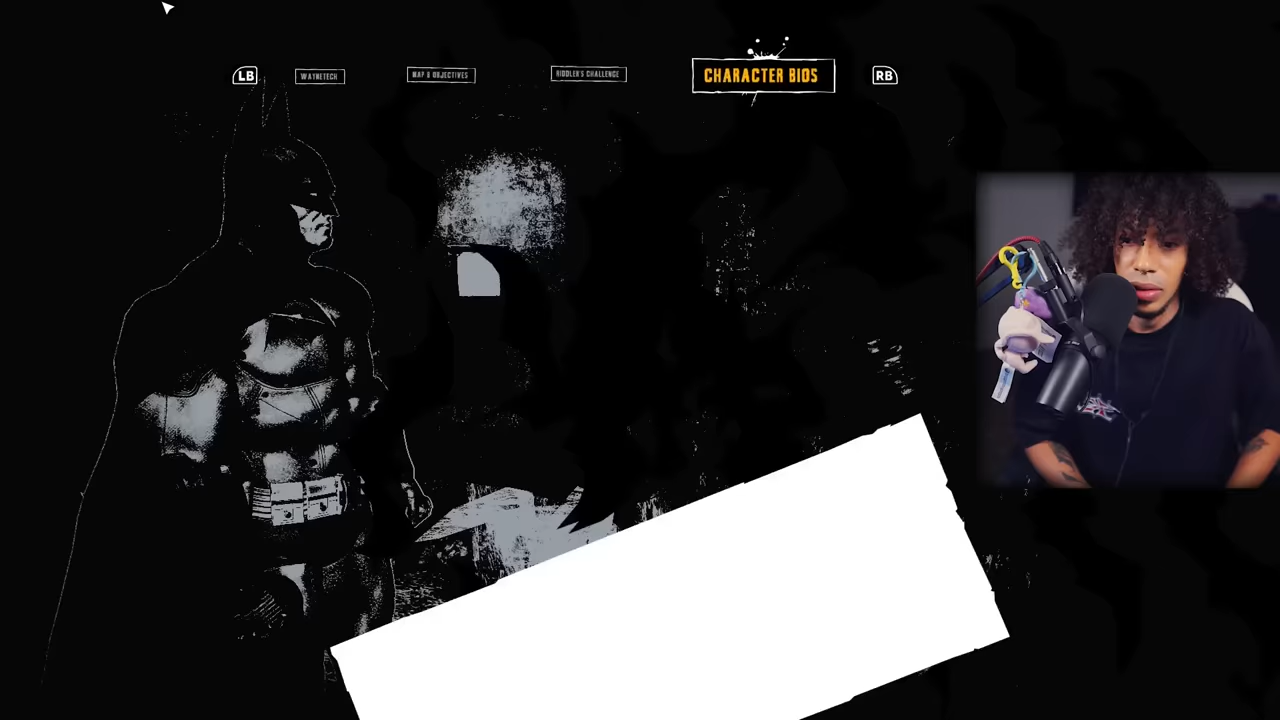 LB
WAYNETECH
MAP & OBJECTIVES
RIDDLER'S CHALLENGE
CHARACTER BIOS
RB